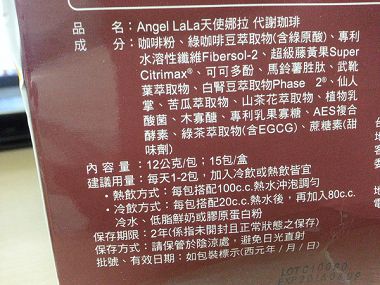 品 名：Angel LaLa天使娜拉 代謝珈琲
成 分：咖啡粉、綠咖啡豆萃取物(含綠原酸)、專利
水溶性纖維Fibersol-2、超級藤黃果Super
Citrimax®、可可多酚、馬鈴薯胜肽、武靴
葉萃取物、白腎豆萃取物Phase 2®、仙人
掌、苦瓜萃取物、山茶花萃取物、植物乳
酸菌、木寡醣、專利乳果寡糖、AES複合
酵素、綠茶萃取物(含EGCG)、蔗糖素(甜
味劑)
內 容 量：12公克/包；15包/盒
建議用量：每天1-2包，加入冷飲或熱飲皆宜
・熱飲方式：每包搭配100c.c.熱水沖泡調勻
・冷飲方式：每包搭配20c.c.熱水後，再加入80c.c.
冷水、低脂鮮奶或膠原蛋白粉
保存期限：2年(係指未開封且正常狀態之保存)
保存方式：請保管於陰涼處，避免日光直射
批號、有效日期：如包裝標示(西元年/月/日)